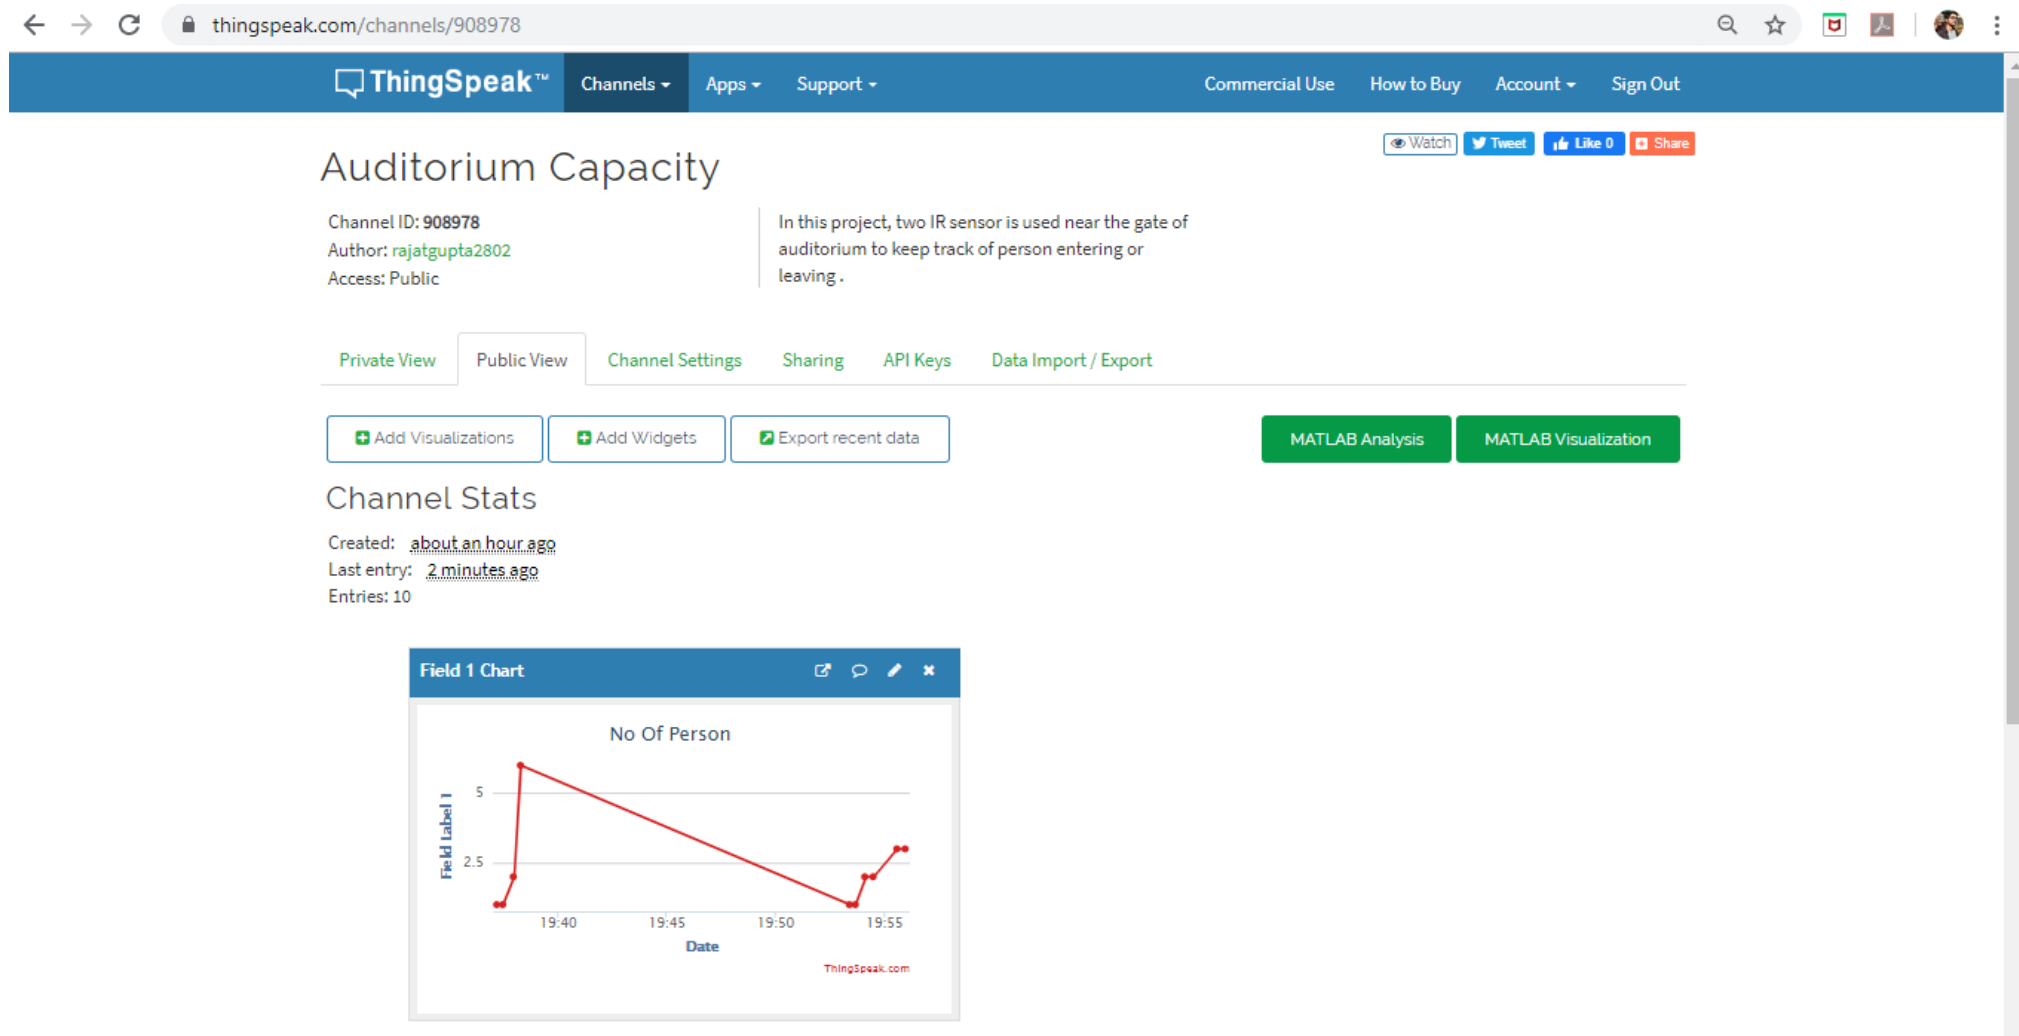 thingspeak.com/channels/908978
ThingSpeak™ Channels Apps Support Commercial Use How to Buy Account Sign Out
Watch Tweet Like 0 Share
Auditorium Capacity
Channel ID: 908978
Author: rajatgupta2802
Access: Public
In this project, two IR sensor is used near the gate of
auditorium to keep track of person entering or
leaving .
Private View Public View Channel Settings Sharing API Keys Data Import / Export
Add Visualizations Add Widgets Export recent data MATLAB Analysis MATLAB Visualization
Channel Stats
Created: about an hour ago
Last entry: 2 minutes ago
Entries: 10
Field 1 Chart
No Of Person
Field Label 1
5
2.5
19:40 19:45 19:50 19:55
Date
ThingSpeak.com